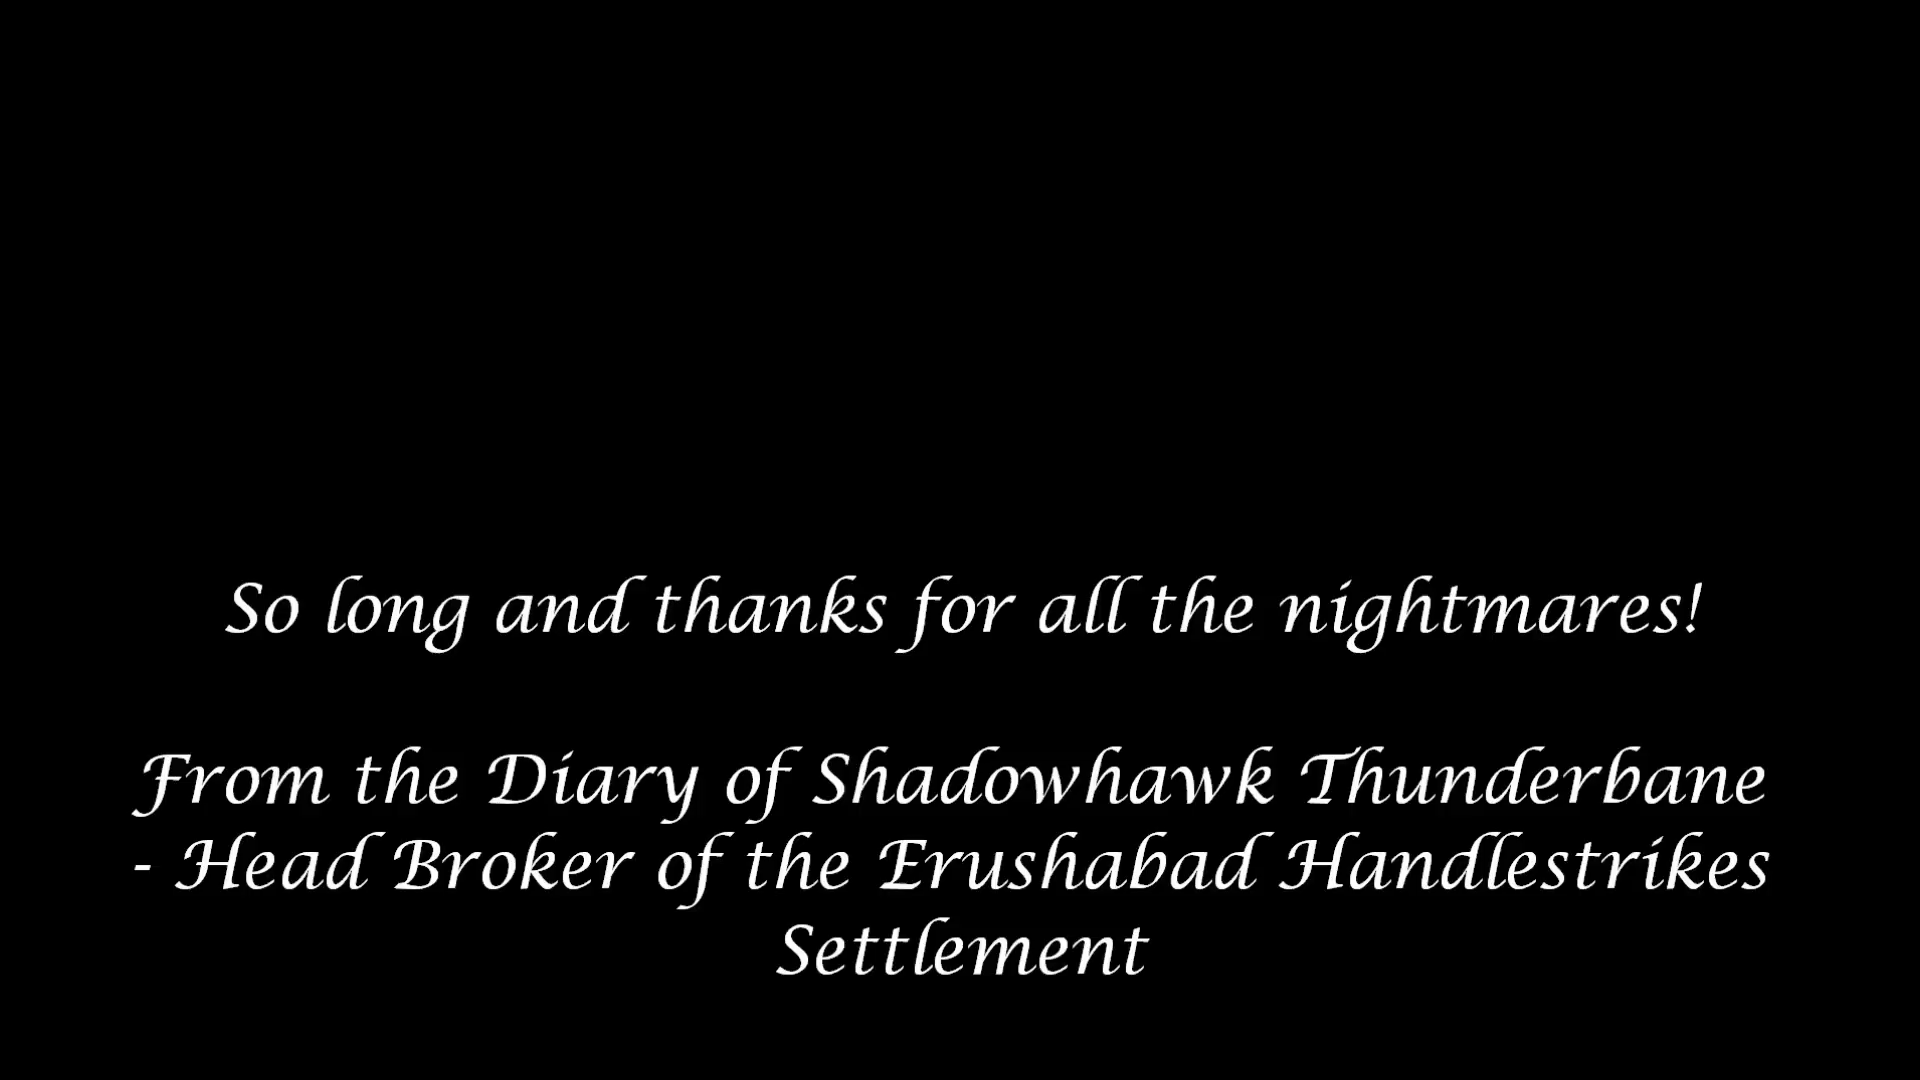 So long and thanks for all the nightmares!
From the Diary of Shadowhawk Thunderbane
- Head Broker of the Erushabad Handlestrikes
Settlement